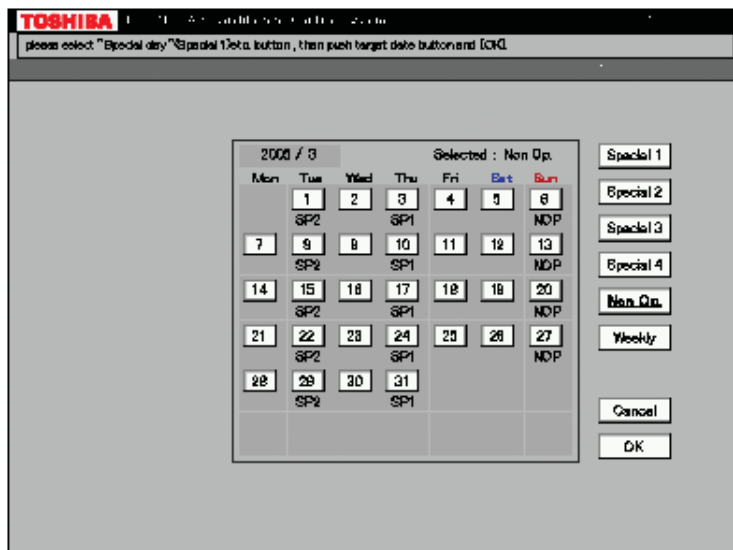 TOSHIBA
please select "Special day"(Special 1)etc. button, then push target date button and [OK].
/ 3 Selected : Non Op.
Mon Tue Wed Thu Fri Sat Sun
1 2 3 4 5 6
SP2 SP1 NOP
7 8 9 10 11 12 13
SP2 SP1 NOP
14 15 16 17 18 19 20
SP2 SP1 NOP
21 22 23 24 25 26 27
SP2 SP1 NOP
28 29 30 31
SP2 SP1
Special 1
Special 2
Special 3
Special 4
Non Op.
Weekly
Cancel
OK